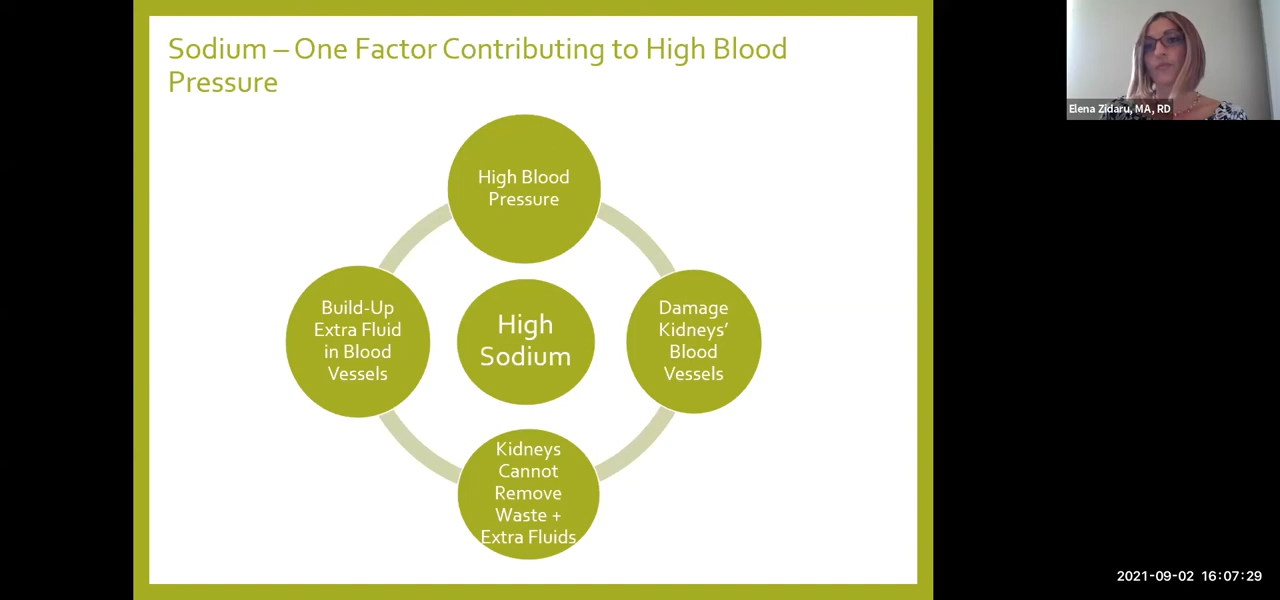 Sodium – One Factor Contributing to High Blood
Pressure
High Blood
Pressure
Build-Up
Extra Fluid
in Blood
Vessels
High
Sodium
Damage
Kidneys’
Blood
Vessels
Kidneys
Cannot
Remove
Waste +
Extra Fluids
Elena Zidaru, MA, RD
2021-09-02 16:07:29